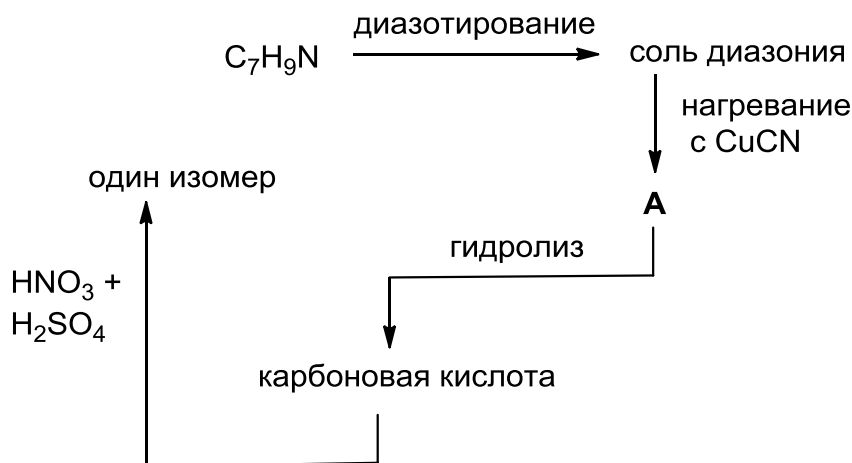 диазотирование
C₇H₉N
соль диазония
нагревание
с CuCN
один изомер
A
гидролиз
HNO₃ +
H₂SO₄
карбоновая кислота